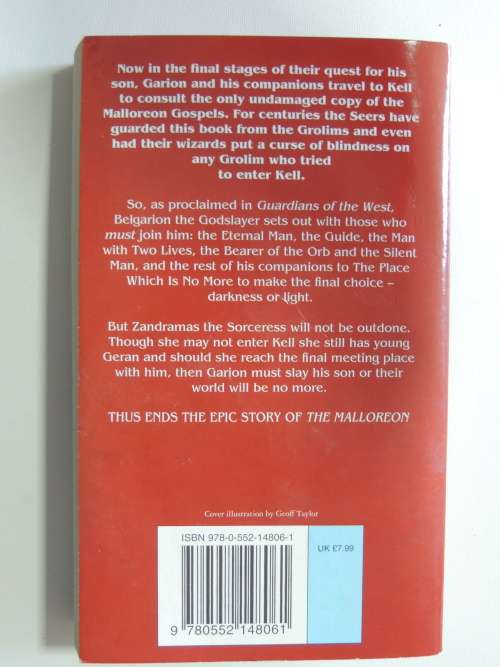 Now in the final stages of their quest for his
son, Garion and his companions travel to Kell
to consult the only undamaged copy of the
Malloreon Gospels. For centuries the Seers have
guarded this book from the Grolims and even
had their wizards put a curse of blindness on
any Grolim who tried
to enter Kell.
So, as proclaimed in Guardians of the West,
Belgarion the Godslayer sets out with those who
must join him: the Eternal Man, the Guide, the Man
with Two Lives, the Bearer of the Orb and the Silent
Man, and the rest of his companions to The Place
Which Is No More to make the final choice –
darkness or light.
But Zandramas the Sorceress will not be outdone.
Though she may not enter Kell she still has young
Geran and should she reach the final meeting place
with him, then Garion must slay his son or their
world will be no more.
THUS ENDS THE EPIC STORY OF THE MALLOREON
Cover illustration by Geoff Taylor
ISBN 978-0-552-14806-1
UK £7.99
9 780552 148061